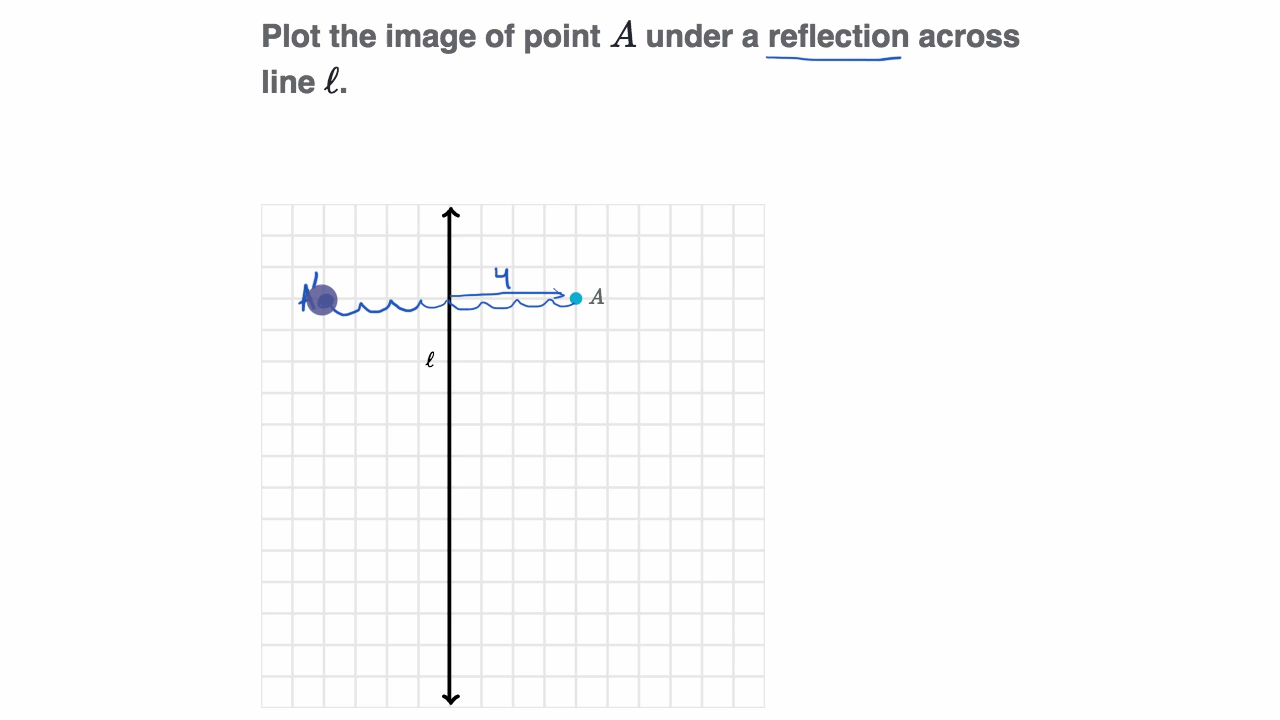 Plot the image of point A under a reflection across
line ℓ.
4
A'
A
ℓ